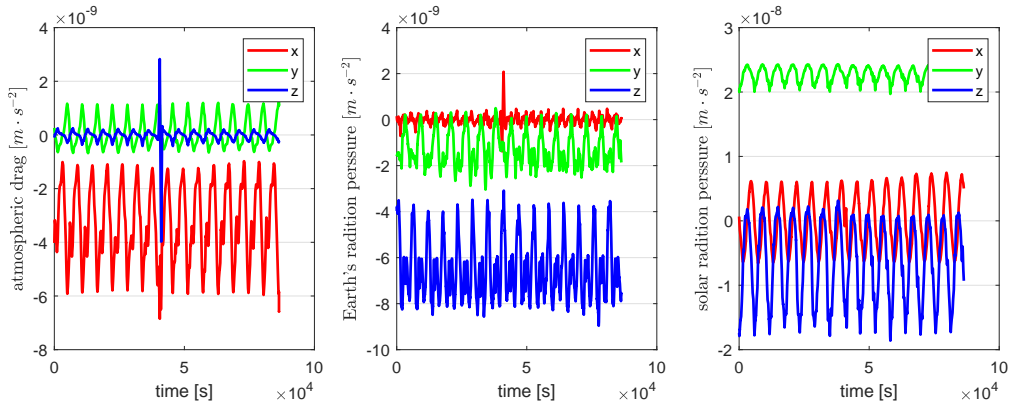 ×10⁻⁹
4
2
0
-2
-4
-6
-8
0
5
10
×10⁴
time [s]
atmospheric drag [m · s⁻²]
x
y
z
×10⁻⁹
4
2
0
-2
-4
-6
-8
-10
0
5
10
×10⁴
time [s]
Earth's radition perssure [m · s⁻²]
x
y
z
×10⁻⁸
3
2
1
0
-1
-2
0
5
10
×10⁴
time [s]
solar radition perssure [m · s⁻²]
x
y
z